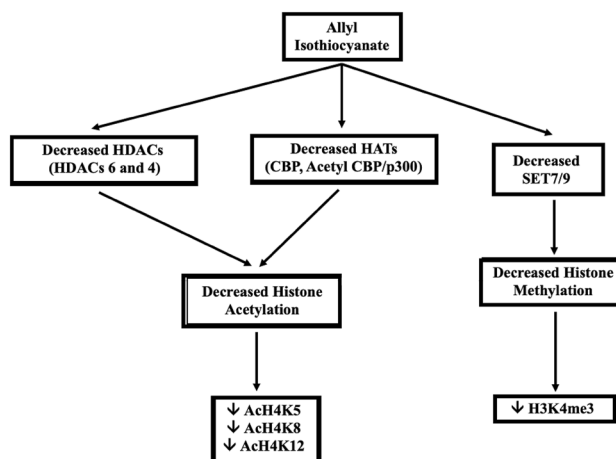 Allyl
Isothiocyanate
Decreased HDACs
(HDACs 6 and 4)
Decreased HATs
(CBP, Acetyl CBP/p300)
Decreased
SET7/9
Decreased Histone
Acetylation
Decreased Histone
Methylation
↓ AcH4K5
↓ AcH4K8
↓ AcH4K12
↓ H3K4me3